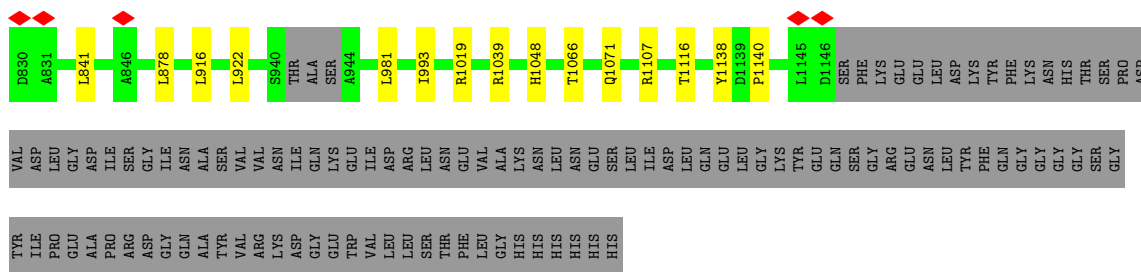 D830 A831 L841 A846 L878 L916 L922 S940 THR ALA SER A944 L981 I993 R1019 R1039 H1048 T1066 Q1071 R1107 T1116 Y1138 D1139 P1140 L1145 D1146 SER PHE LYS GLU GLU LEU ASP LYS TYR PHE LYS ASN HIS THR SER PRO ASP
VAL ASP LEU GLY ASP ILE SER GLY ILE ASN ALA SER VAL VAL ASN ILE GLN LYS GLU ILE ASP ARG LEU ASN GLU VAL ALA LYS ASN LEU ASN GLU SER LEU ILE ASP LEU GLN GLU LEU GLY LYS TYR GLU GLN SER GLY ARG GLU ASN LEU TYR PHE GLN GLY GLY GLY GLY SER GLY
TYR ILE PRO GLU ALA PRO ARG ASP GLY GLN ALA TYR VAL ARG LYS ASP GLY GLU TRP VAL LEU LEU SER THR PHE LEU GLY HIS HIS HIS HIS HIS HIS